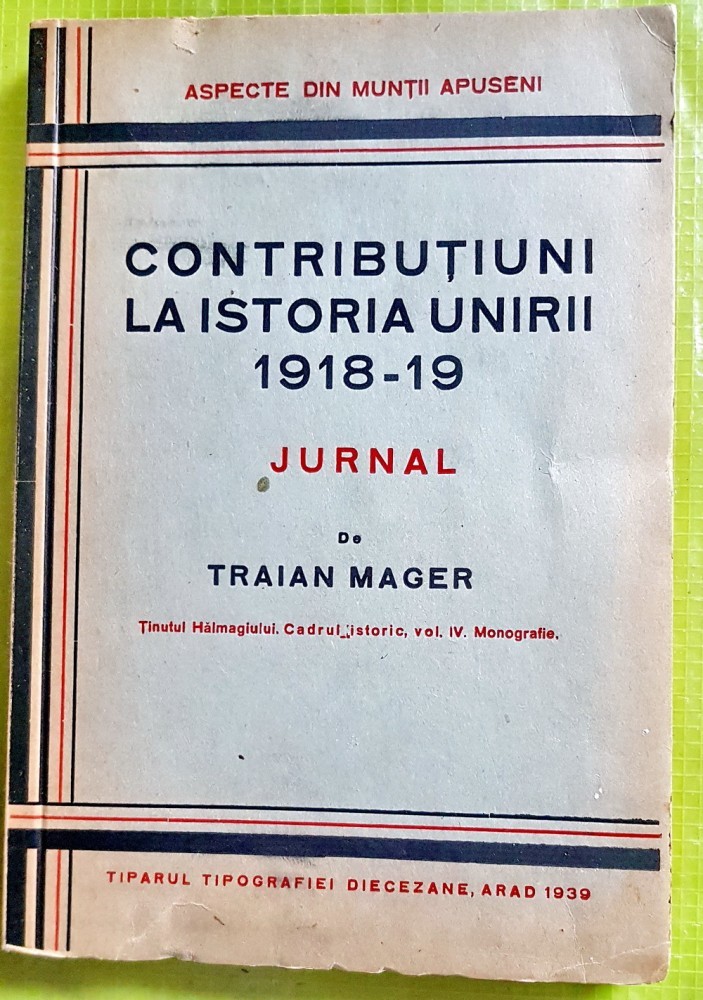 ASPECTE DIN MUNȚII APUSENI
CONTRIBUȚIUNI
LA ISTORIA UNIRII
1918-19
JURNAL
De
TRAIAN MAGER
Ținutul Hălmagiului. Cadrul istoric, vol. IV. Monografie.
TIPARUL TIPOGRAFIEI DIECEZANE, ARAD 1939